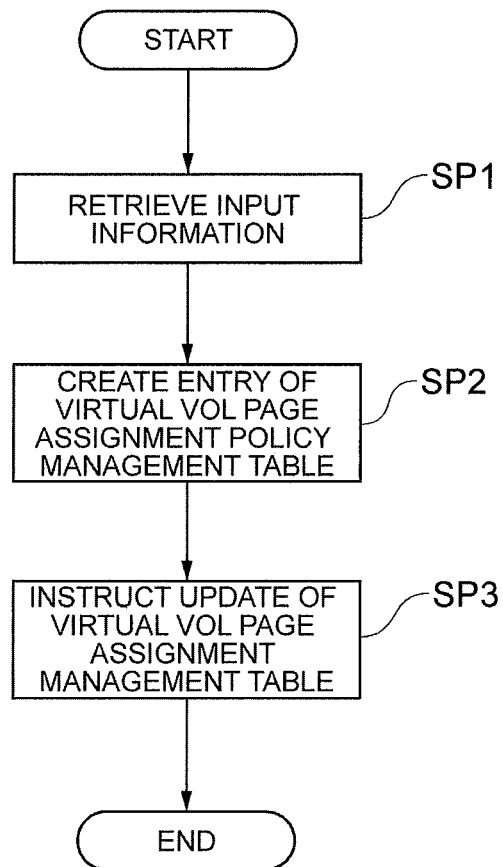 START
SP1
RETRIEVE INPUT
INFORMATION
SP2
CREATE ENTRY OF
VIRTUAL VOL PAGE
ASSIGNMENT POLICY
MANAGEMENT TABLE
SP3
INSTRUCT UPDATE OF
VIRTUAL VOL PAGE
ASSIGNMENT
MANAGEMENT TABLE
END